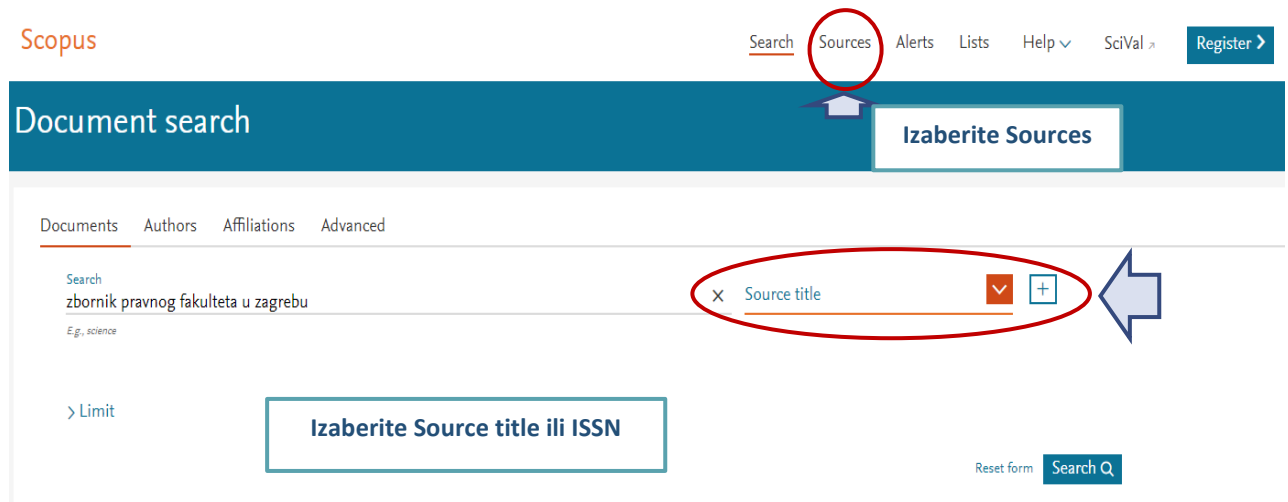 Scopus
Search Sources Alerts Lists Help SciVal Register
Document search
Izaberite Sources
Documents Authors Affiliations Advanced
Search
zbornik pravnog fakulteta u zagrebu
X Source title +
E.g., science
> Limit
Izaberite Source title ili ISSN
Reset form Search